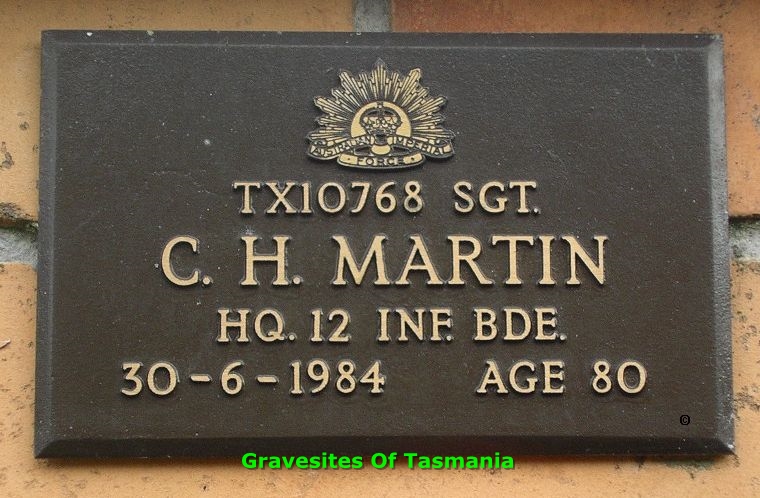 AUSTRALIAN IMPERIAL
FORCE
TX10768 SGT.
C. H. MARTIN
HQ. 12 INF. BDE.
30-6-1984 AGE 80
©
Gravesites Of Tasmania